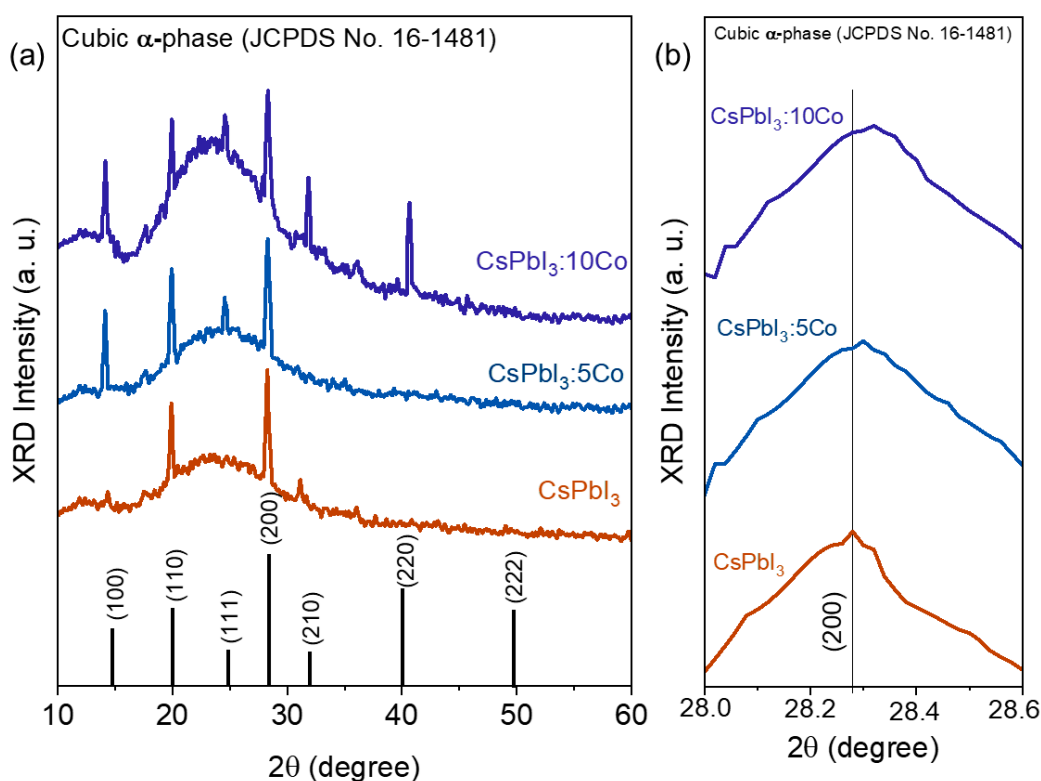 (a)
Cubic α-phase (JCPDS No. 16-1481)
XRD Intensity (a. u.)
CsPbI₃:10Co
CsPbI₃:5Co
CsPbI₃
(100)
(110)
(111)
(200)
(210)
(220)
(222)
10 20 30 40 50 60
2θ (degree)
(b)
Cubic α-phase (JCPDS No. 16-1481)
XRD Intensity (a. u.)
CsPbI₃:10Co
CsPbI₃:5Co
CsPbI₃
(200)
28.0 28.2 28.4 28.6
2θ (degree)